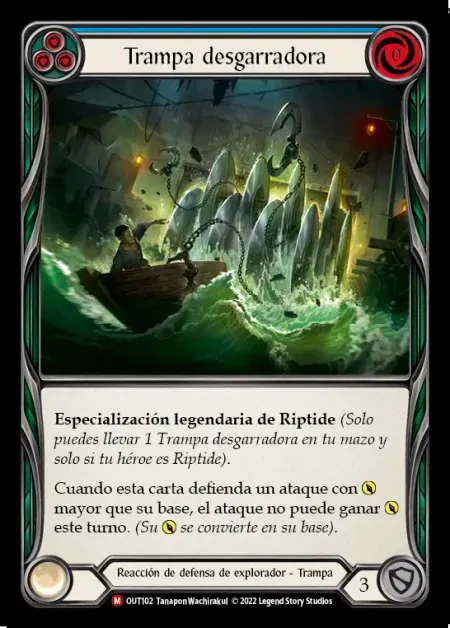 Trampa desgarradora
0
Especialización legendaria de Riptide (Solo
puedes llevar 1 Trampa desgarradora en tu mazo y
solo si tu héroe es Riptide).
Cuando esta carta defienda un ataque con
mayor que su base, el ataque no puede ganar
este turno. (Su se convierte en su base).
Reacción de defensa de explorador - Trampa
3
M OUT102 Tanapon Wachirakul © 2022 Legend Story Studios